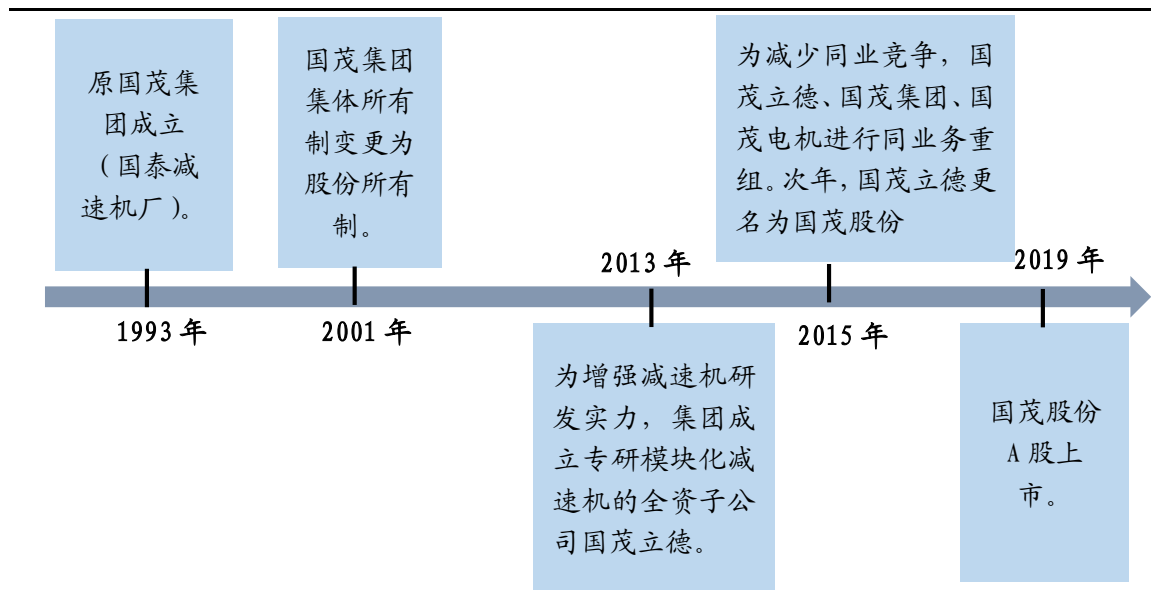 原国茂集
团成立
（国泰减
速机厂）。
1993 年
国茂集团
集体所有
制变更为
股份所有
制。
2001 年
2013 年
为增强减速机研
发实力，集团成
立专研模块化减
速机的全资子公
司国茂立德。
为减少同业竞争，国
茂立德、国茂集团、国
茂电机进行同业务重
组。次年，国茂立德更
名为国茂股份
2015 年
2019 年
国茂股份
A 股上
市。